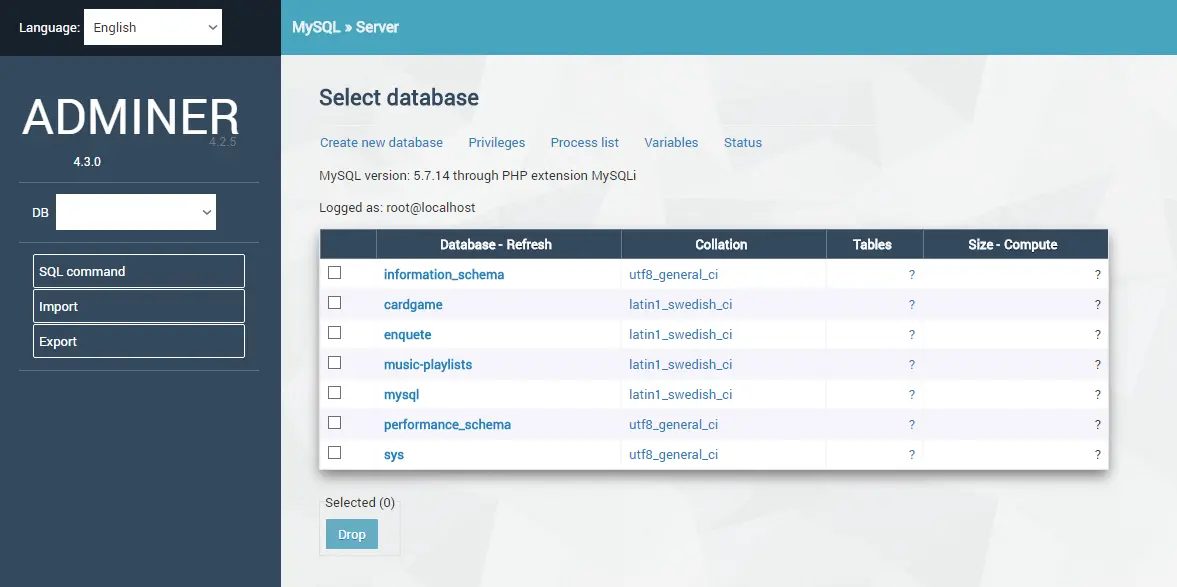 Language: English
MySQL » Server
ADMINER
4.2.5
4.3.0
DB
SQL command
Import
Export
Select database
Create new database Privileges Process list Variables Status
MySQL version: 5.7.14 through PHP extension MySQLi
Logged as: root@localhost
Database - Refresh Collation Tables Size - Compute
information_schema utf8_general_ci ? ?
cardgame latin1_swedish_ci ? ?
enquete latin1_swedish_ci ? ?
music-playlists latin1_swedish_ci ? ?
mysql latin1_swedish_ci ? ?
performance_schema utf8_general_ci ? ?
sys utf8_general_ci ? ?
Selected (0)
Drop